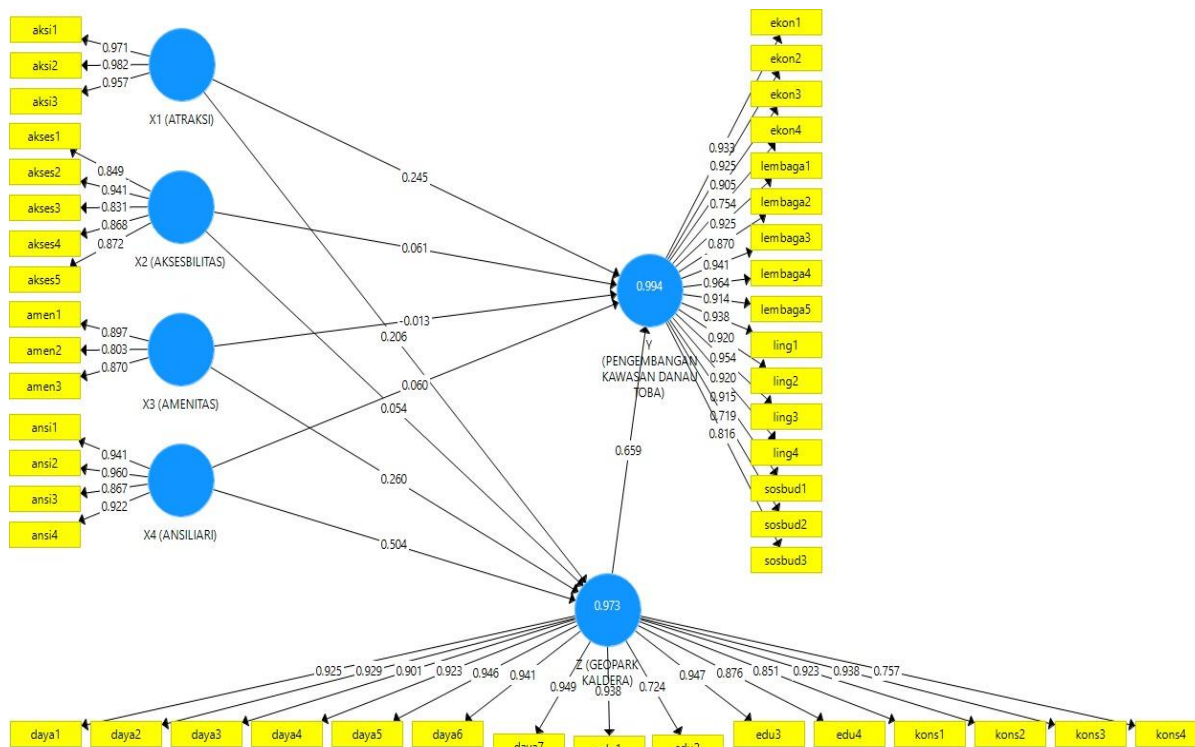 aksi1
aksi2
aksi3
0.971
0.982
0.957
X1 (ATRAKSI)
akses1
akses2
akses3
akses4
akses5
0.849
0.941
0.831
0.868
0.872
X2 (AKSESBILITAS)
amen1
amen2
amen3
0.897
0.803
0.870
X3 (AMENITAS)
ansi1
ansi2
ansi3
ansi4
0.941
0.960
0.867
0.922
X4 (ANSILIARI)
0.245
0.061
-0.013
0.206
0.060
0.054
0.260
0.504
0.659
0.994
Y
(PENGEMBANGAN
KAWASAN DANAU
TOBA)
0.933
0.925
0.905
0.754
0.925
0.870
0.941
0.964
0.914
0.938
0.920
0.954
0.920
0.915
0.719
0.816
ekon1
ekon2
ekon3
ekon4
lembaga1
lembaga2
lembaga3
lembaga4
lembaga5
ling1
ling2
ling3
ling4
sosbud1
sosbud2
sosbud3
0.973
Z (GEOPARK
KALDERA)
0.925
0.929
0.901
0.923
0.946
0.941
0.949
0.938
0.724
0.947
0.876
0.851
0.923
0.938
0.757
daya1
daya2
daya3
daya4
daya5
daya6
daya7
edu3
edu4
kons1
kons2
kons3
kons4